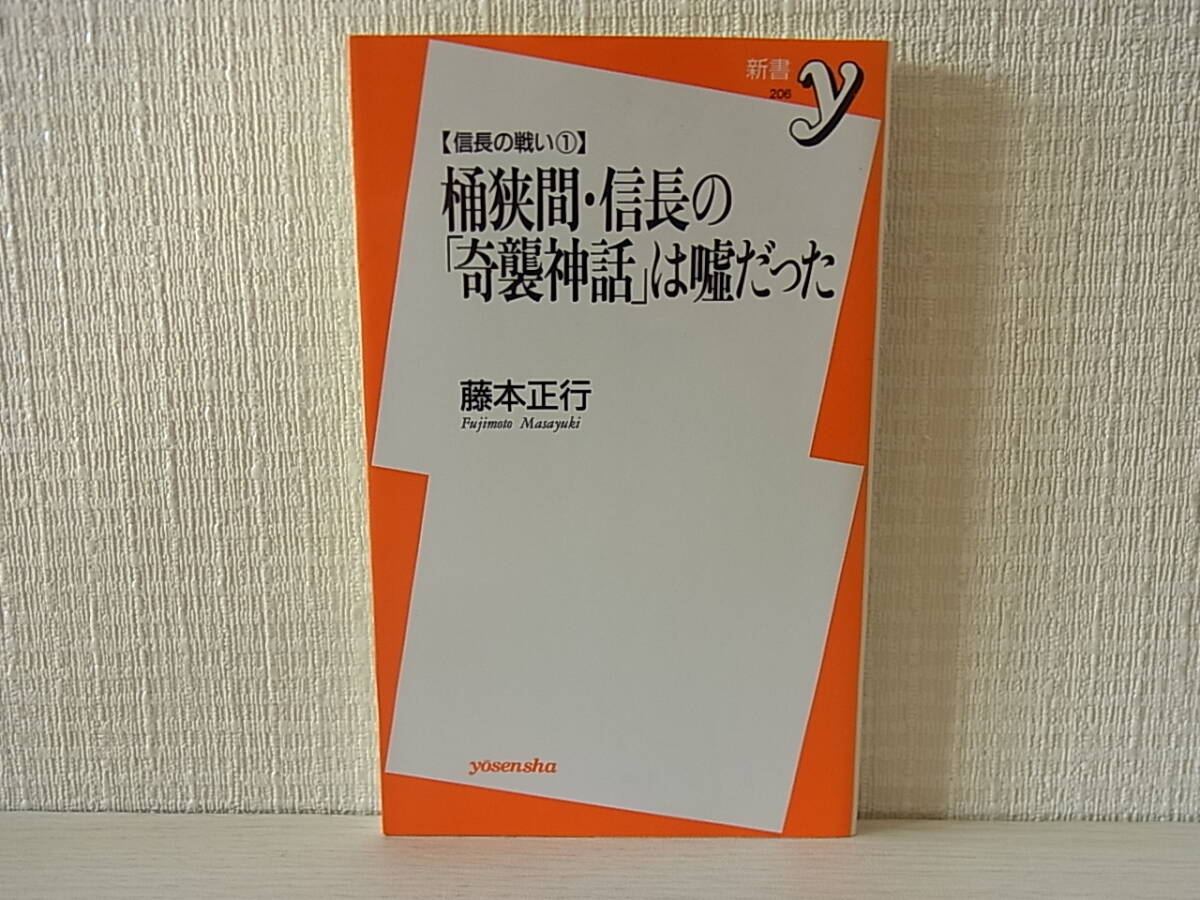 新書
206
y
【信長の戦い①】
桶狭間・信長の
「奇襲神話」は嘘だった
藤本正行
Fujimoto Masayuki
yōsensha